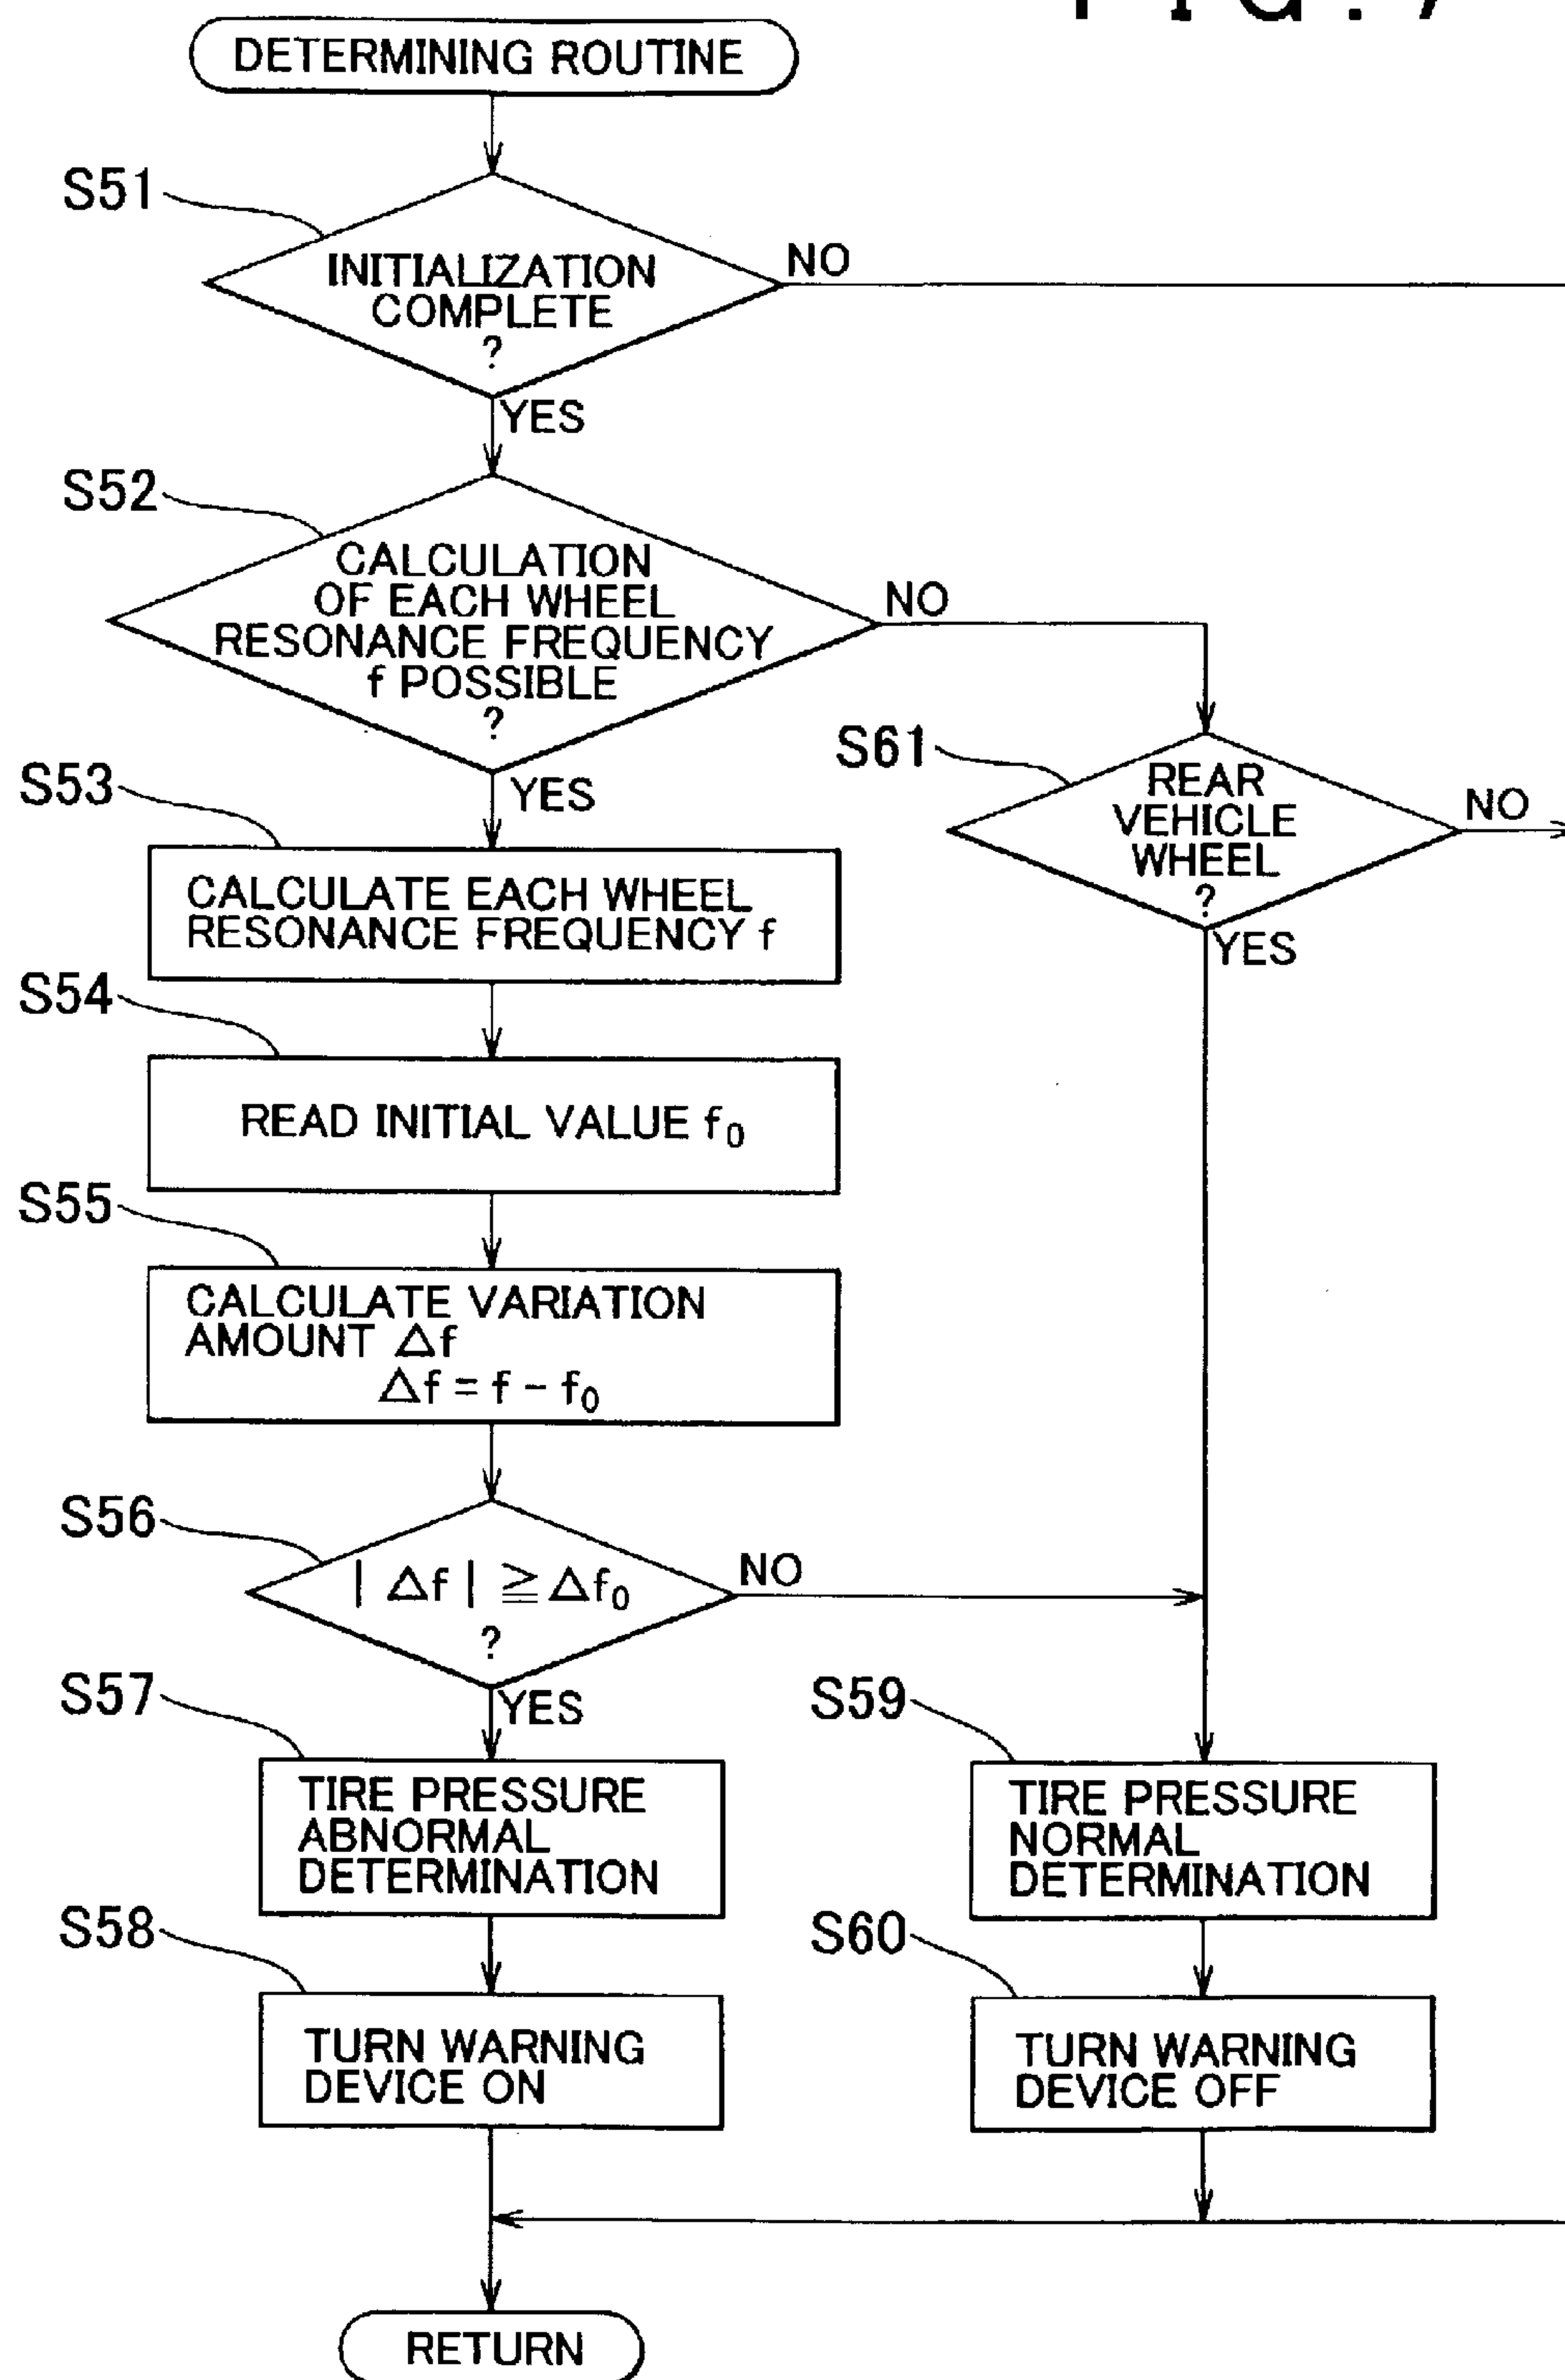 FIG.7
DETERMINING ROUTINE
S51
INITIALIZATION
COMPLETE
?
NO
YES
S52
CALCULATION
OF EACH WHEEL
RESONANCE FREQUENCY
f POSSIBLE
?
NO
YES
S61
REAR
VEHICLE
WHEEL
?
NO
YES
S53
CALCULATE EACH WHEEL
RESONANCE FREQUENCY f
S54
READ INITIAL VALUE f₀
S55
CALCULATE VARIATION
AMOUNT Δf
Δf = f - f₀
S56
| Δf | ≧ Δf₀
?
NO
YES
S57
TIRE PRESSURE
ABNORMAL
DETERMINATION
S58
TURN WARNING
DEVICE ON
S59
TIRE PRESSURE
NORMAL
DETERMINATION
S60
TURN WARNING
DEVICE OFF
RETURN